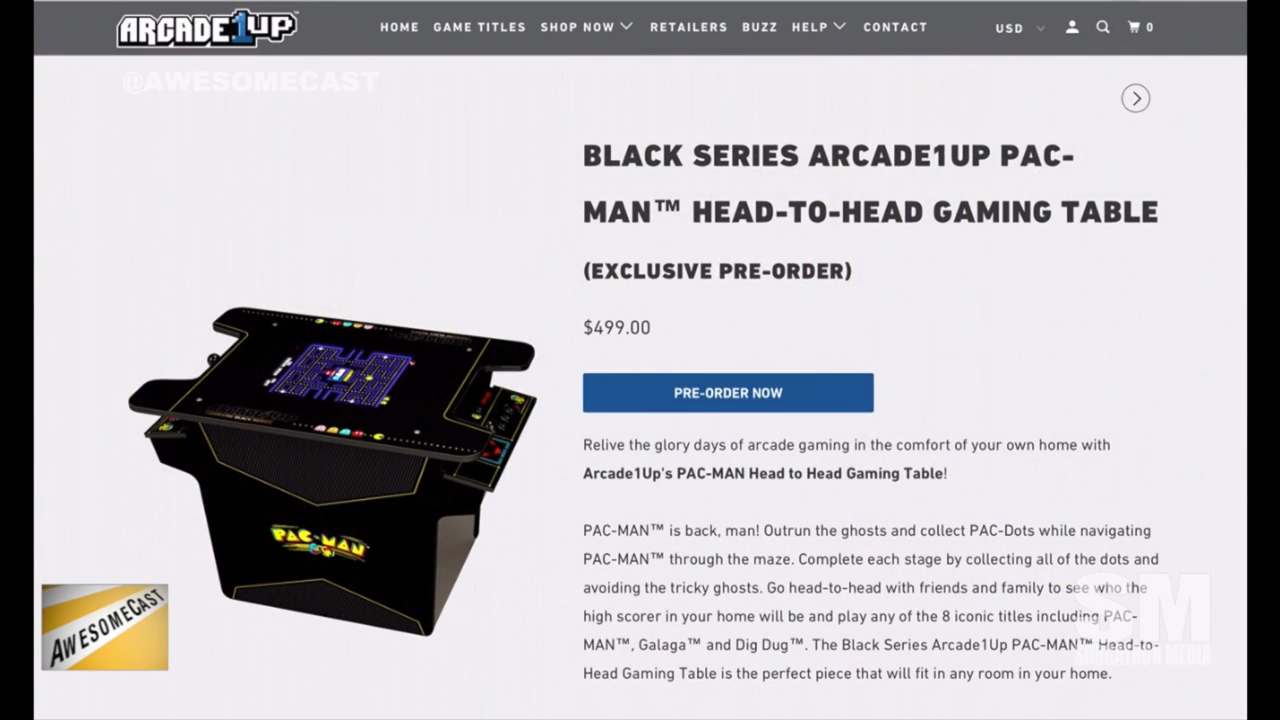 ARCADE1UP
HOME GAME TITLES SHOP NOW RETAILERS BUZZ HELP CONTACT USD 0
@AWESOMECAST
BLACK SERIES ARCADE1UP PAC-
MAN™ HEAD-TO-HEAD GAMING TABLE
(EXCLUSIVE PRE-ORDER)
$499.00
PRE-ORDER NOW
Relive the glory days of arcade gaming in the comfort of your own home with
Arcade1Up's PAC-MAN Head to Head Gaming Table!
PAC-MAN™ is back, man! Outrun the ghosts and collect PAC-Dots while navigating
PAC-MAN™ through the maze. Complete each stage by collecting all of the dots and
avoiding the tricky ghosts. Go head-to-head with friends and family to see who the
high scorer in your home will be and play any of the 8 iconic titles including PAC-
MAN™, Galaga™ and Dig Dug™. The Black Series Arcade1Up PAC-MAN™ Head-to-
Head Gaming Table is the perfect piece that will fit in any room in your home.
PAC-MAN
AWESOMECAST
SM
SORGATRON MEDIA